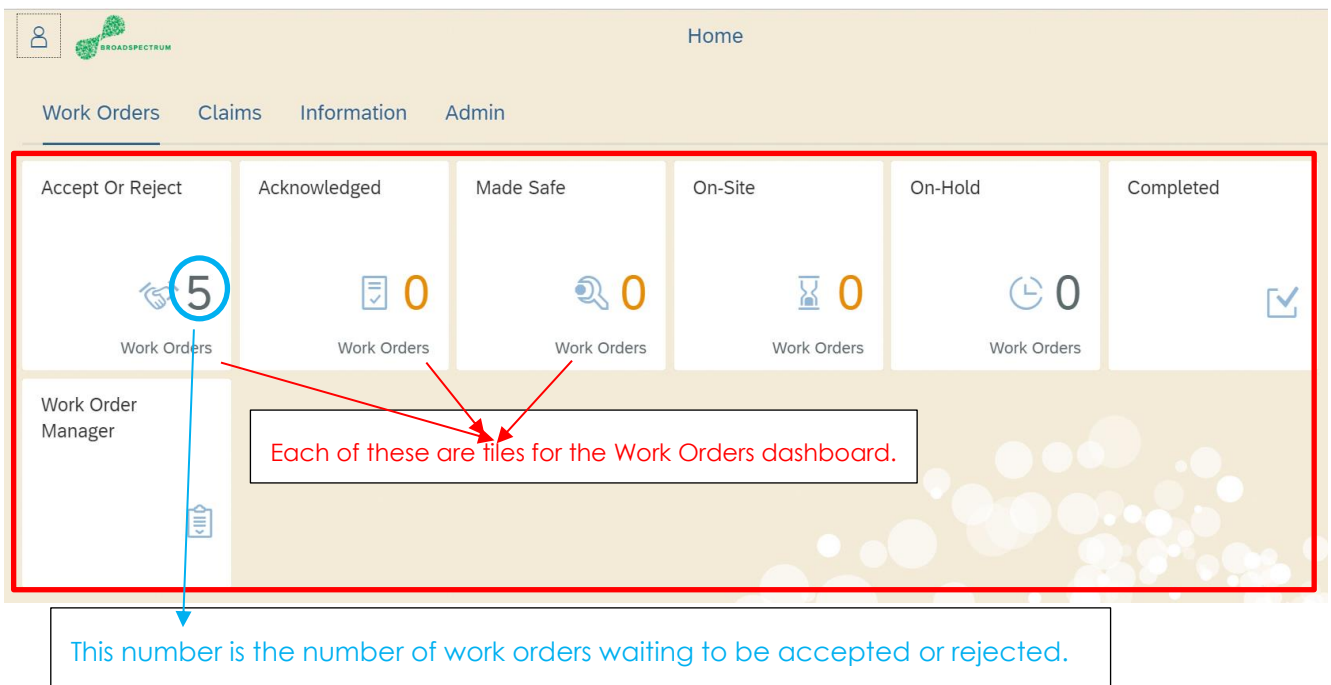 BROADSPECTRUM
Home
Work Orders Claims Information Admin
Accept Or Reject
5
Work Orders
Acknowledged
0
Work Orders
Made Safe
0
Work Orders
On-Site
0
Work Orders
On-Hold
0
Work Orders
Completed
Work Order
Manager
Each of these are tiles for the Work Orders dashboard.
This number is the number of work orders waiting to be accepted or rejected.